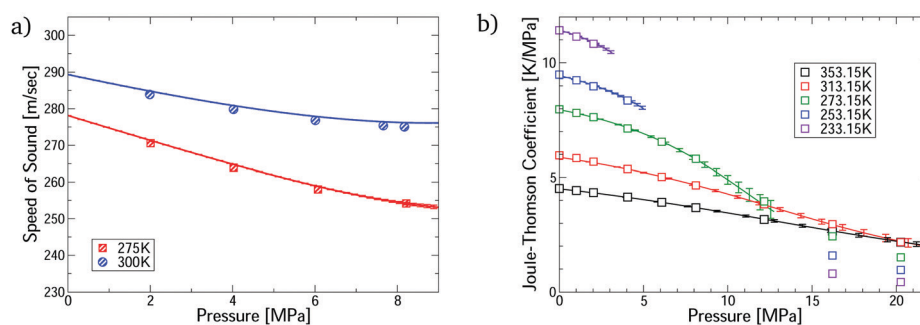 a)
Speed of Sound [m/sec]
300
290
280
270
260
250
240
230
0
2
4
6
8
Pressure [MPa]
275K
300K
b)
Joule-Thomson Coefficient [K/MPa]
10
5
0
0
5
10
15
20
Pressure [MPa]
353.15K
313.15K
273.15K
253.15K
233.15K